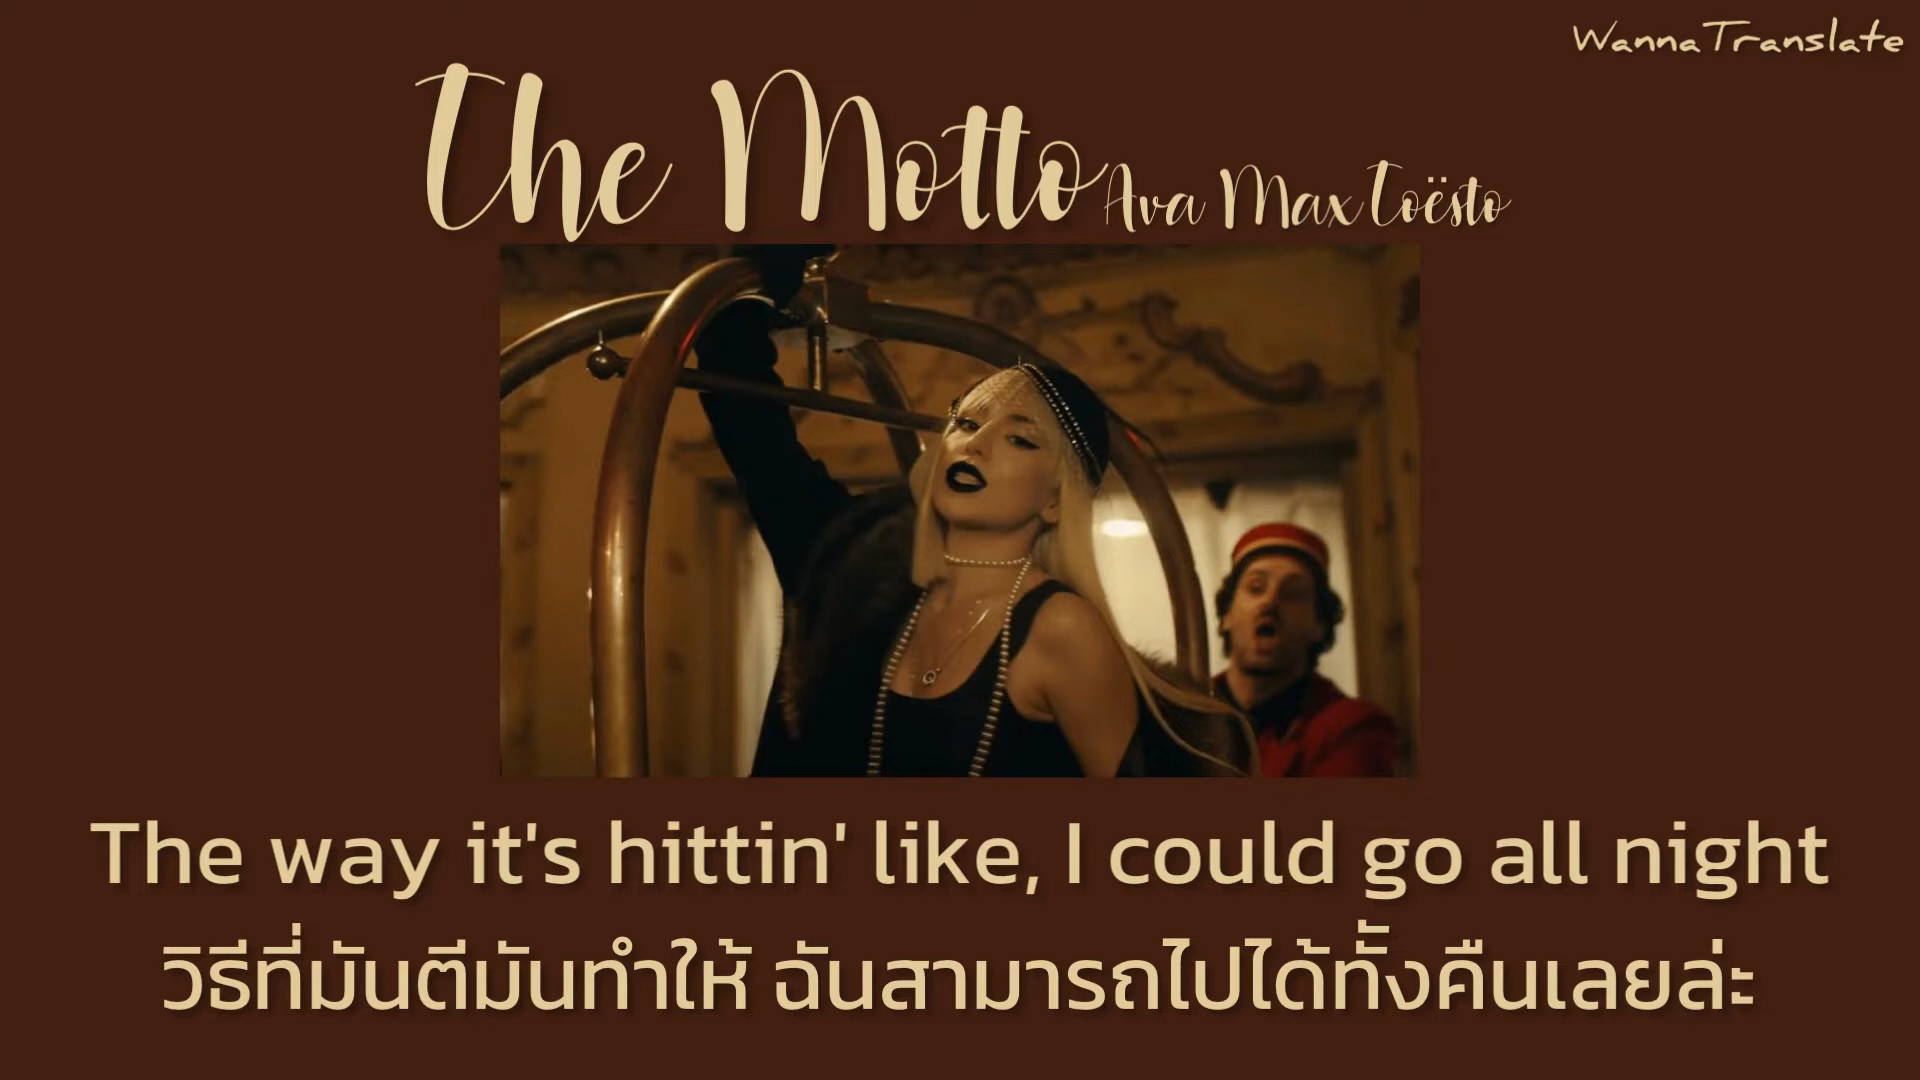 WannaTranslate
The Motto Ava Max Toësto
The way it's hittin' like, I could go all night
วิธีที่มันตีมันทำให้ ฉันสามารถไปได้ทั้งคืนเลยล่ะ